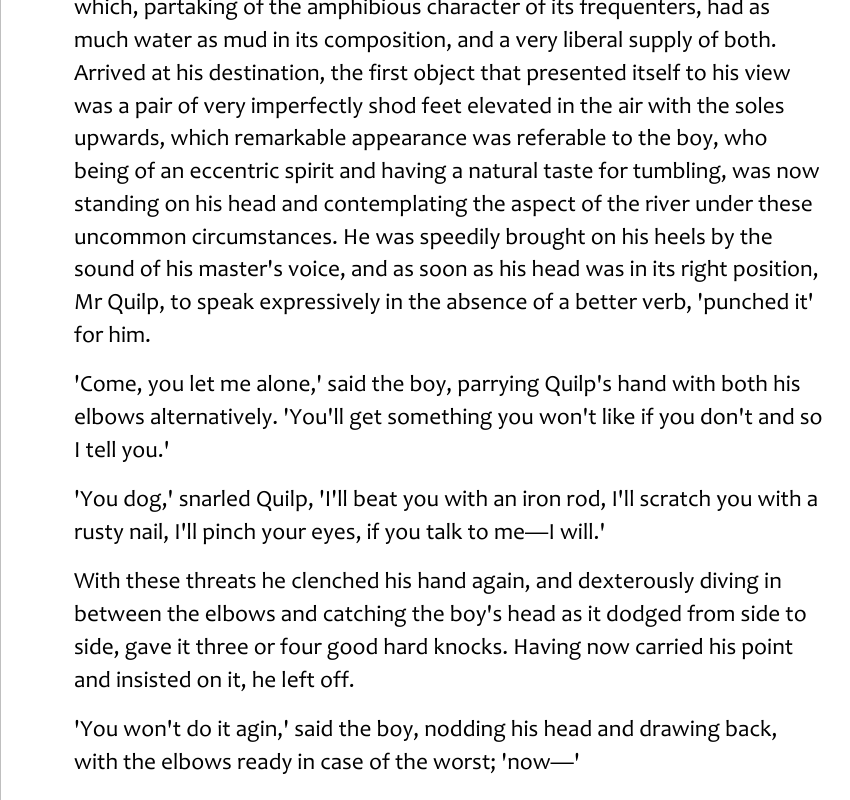 which, partaking of the amphibious character of its frequenters, had as
much water as mud in its composition, and a very liberal supply of both.
Arrived at his destination, the first object that presented itself to his view
was a pair of very imperfectly shod feet elevated in the air with the soles
upwards, which remarkable appearance was referable to the boy, who
being of an eccentric spirit and having a natural taste for tumbling, was now
standing on his head and contemplating the aspect of the river under these
uncommon circumstances. He was speedily brought on his heels by the
sound of his master's voice, and as soon as his head was in its right position,
Mr Quilp, to speak expressively in the absence of a better verb, 'punched it'
for him.
'Come, you let me alone,' said the boy, parrying Quilp's hand with both his
elbows alternatively. 'You'll get something you won't like if you don't and so
I tell you.'
'You dog,' snarled Quilp, 'I'll beat you with an iron rod, I'll scratch you with a
rusty nail, I'll pinch your eyes, if you talk to me—I will.'
With these threats he clenched his hand again, and dexterously diving in
between the elbows and catching the boy's head as it dodged from side to
side, gave it three or four good hard knocks. Having now carried his point
and insisted on it, he left off.
'You won't do it agin,' said the boy, nodding his head and drawing back,
with the elbows ready in case of the worst; 'now—'